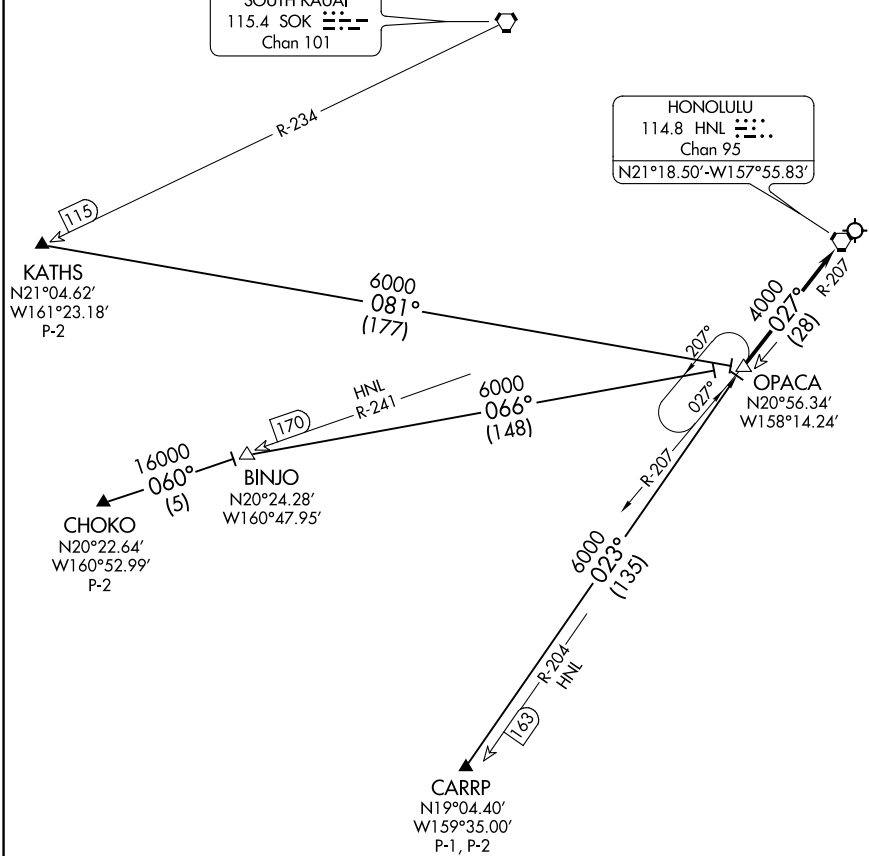 SOUTH KAUAI
115.4 SOK
Chan 101
R-234
HONOLULU
114.8 HNL
Chan 95
N21°18.50′-W157°55.83′
115
KATHS
N21°04.62′
W161°23.18′
P-2
6000
081°
(177)
4000
027°
(28)
R-207
207°
027°
OPACA
N20°56.34′
W158°14.24′
HNL
R-241
170
6000
066°
(148)
16000
060°
(5)
BINJO
N20°24.28′
W160°47.95′
CHOKO
N20°22.64′
W160°52.99′
P-2
R-207
6000
023°
(135)
R-204
HNL
163
CARRP
N19°04.40′
W159°35.00′
P-1, P-2